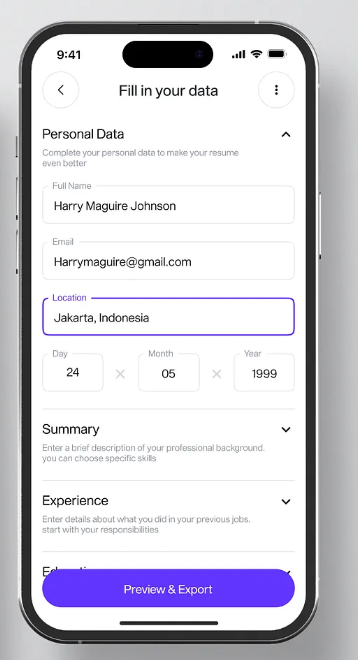 9:41
Fill in your data
Personal Data
Complete your personal data to make your resume
even better
Full Name
Harry Maguire Johnson
Email
Harrymaguire@gmail.com
Location
Jakarta, Indonesia
Day Month Year
24 × 05 × 1999
Summary
Enter a brief description of your professional background.
you can choose specific skills
Experience
Enter details about what you did in your previous jobs.
start with your responsibilities
Preview & Export